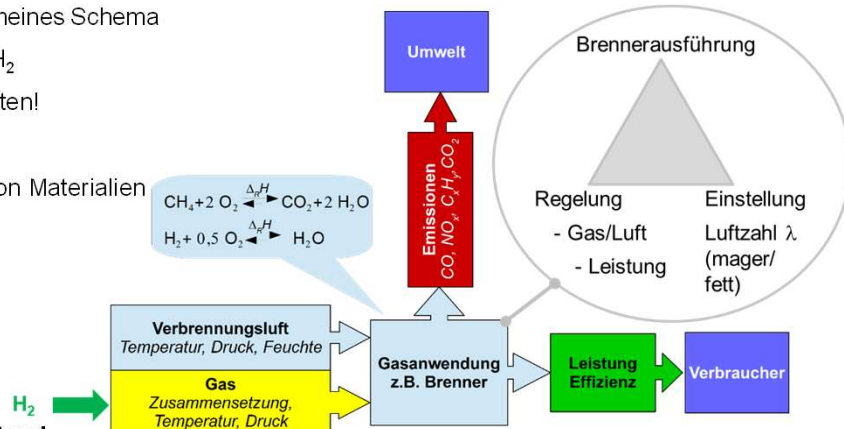 meines Schema
H₂
ten!
on Materialien
Umwelt
Emissionen
CO, NOₓ, CₓHᵧ, CO₂
CH₄+2 O₂ ΔᵣH CO₂+2 H₂O
H₂+ 0,5 O₂ ΔᵣH H₂O
Brennerausführung
Regelung
- Gas/Luft
- Leistung
Einstellung
Luftzahl λ
(mager/
fett)
Verbrennungsluft
Temperatur, Druck, Feuchte
H₂
Gas
Zusammensetzung,
Temperatur, Druck
Gasanwendung
z.B. Brenner
Leistung
Effizienz
Verbraucher